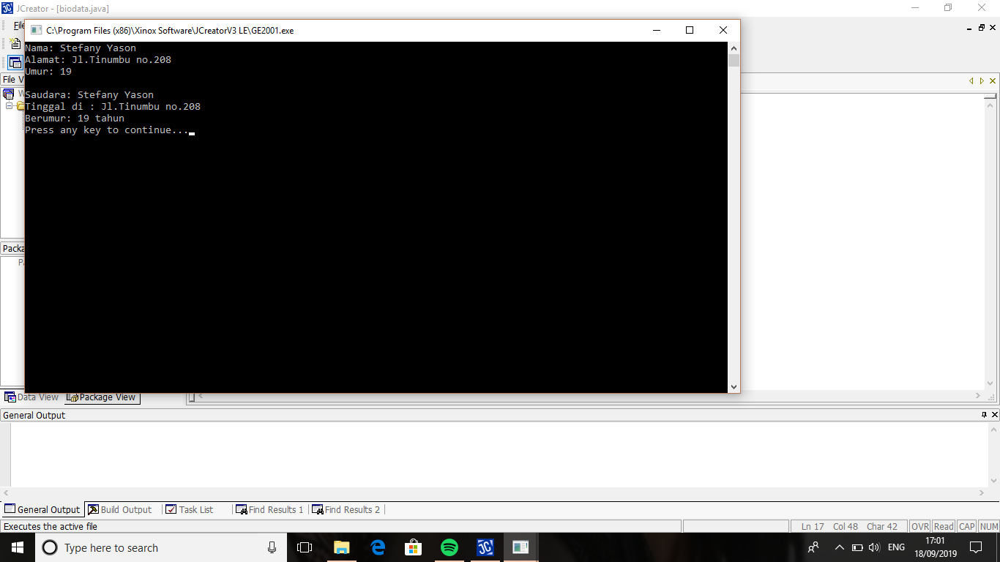 JCreator - [biodata.java]
File
C:\Program Files (x86)\Xinox Software\JCreatorV3 LE\GE2001.exe
Nama: Stefany Yason
Alamat: Jl.Tinumbu no.208
Umur: 19
File V
Saudara: Stefany Yason
Tinggal di : Jl.Tinumbu no.208
Berumur: 19 tahun
Press any key to continue...
Packa
Data View
Package View
General Output
General Output
Build Output
Task List
Find Results 1
Find Results 2
Executes the active file
Ln 17 Col 48 Char 42
OVR
Read
CAP
NUM
Type here to search
ENG
17:01
18/09/2019